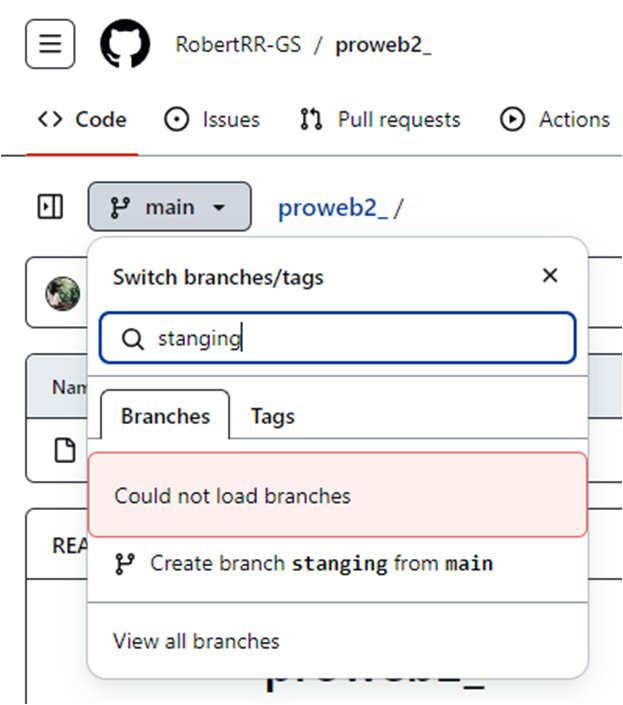 RobertRR-GS / proweb2_
Code Issues Pull requests Actions
main proweb2_ /
Switch branches/tags
stanging
Nam
Branches Tags
Could not load branches
REA
Create branch stanging from main
View all branches
proweb2_